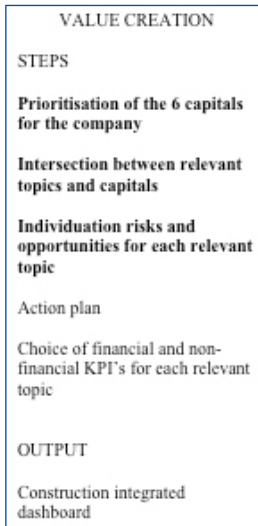 VALUE CREATION
STEPS
Prioritisation of the 6 capitals
for the company
Intersection between relevant
topics and capitals
Individuation risks and
opportunities for each relevant
topic
Action plan
Choice of financial and non-
financial KPI's for each relevant
topic
OUTPUT
Construction integrated
dashboard